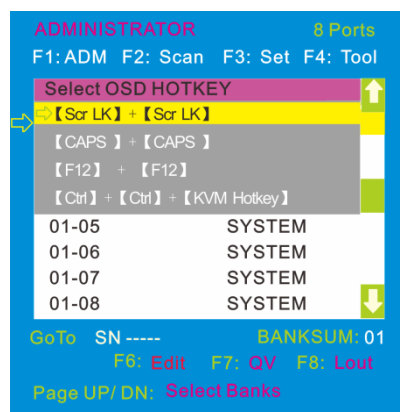 ADMINISTRATOR 8 Ports
F1: ADM F2: Scan F3: Set F4: Tool
Select OSD HOTKEY
【Scr LK】+【Scr LK】
【CAPS 】+【CAPS 】
【F12】 + 【F12】
【Ctrl】+【Ctrl】+【KVM Hotkey】
01-05 SYSTEM
01-06 SYSTEM
01-07 SYSTEM
01-08 SYSTEM
GoTo SN ----- BANKSUM: 01
F6: Edit F7: QV F8: Lout
Page UP/ DN: Select Banks